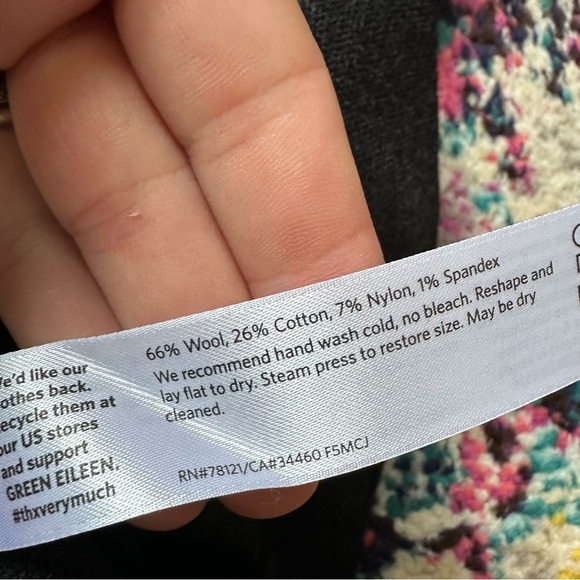 66% Wool, 26% Cotton, 7% Nylon, 1% Spandex
We recommend hand wash cold, no bleach. Reshape and
lay flat to dry. Steam press to restore size. May be dry
cleaned.
RN#78121/CA#34460 F5MCJ
e'd like our
othes back.
ecycle them at
our US stores
and support
GREEN EILEEN.
#thxverymuch